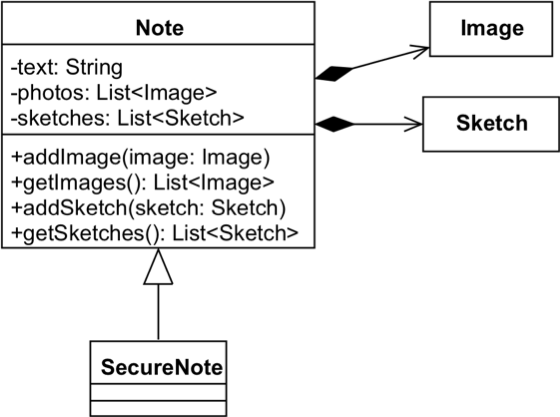 Note
-text: String
-photos: List<Image>
-sketches: List<Sketch>
+addImage(image: Image)
+getImages(): List<Image>
+addSketch(sketch: Sketch)
+getSketches(): List<Sketch>
Image
Sketch
SecureNote